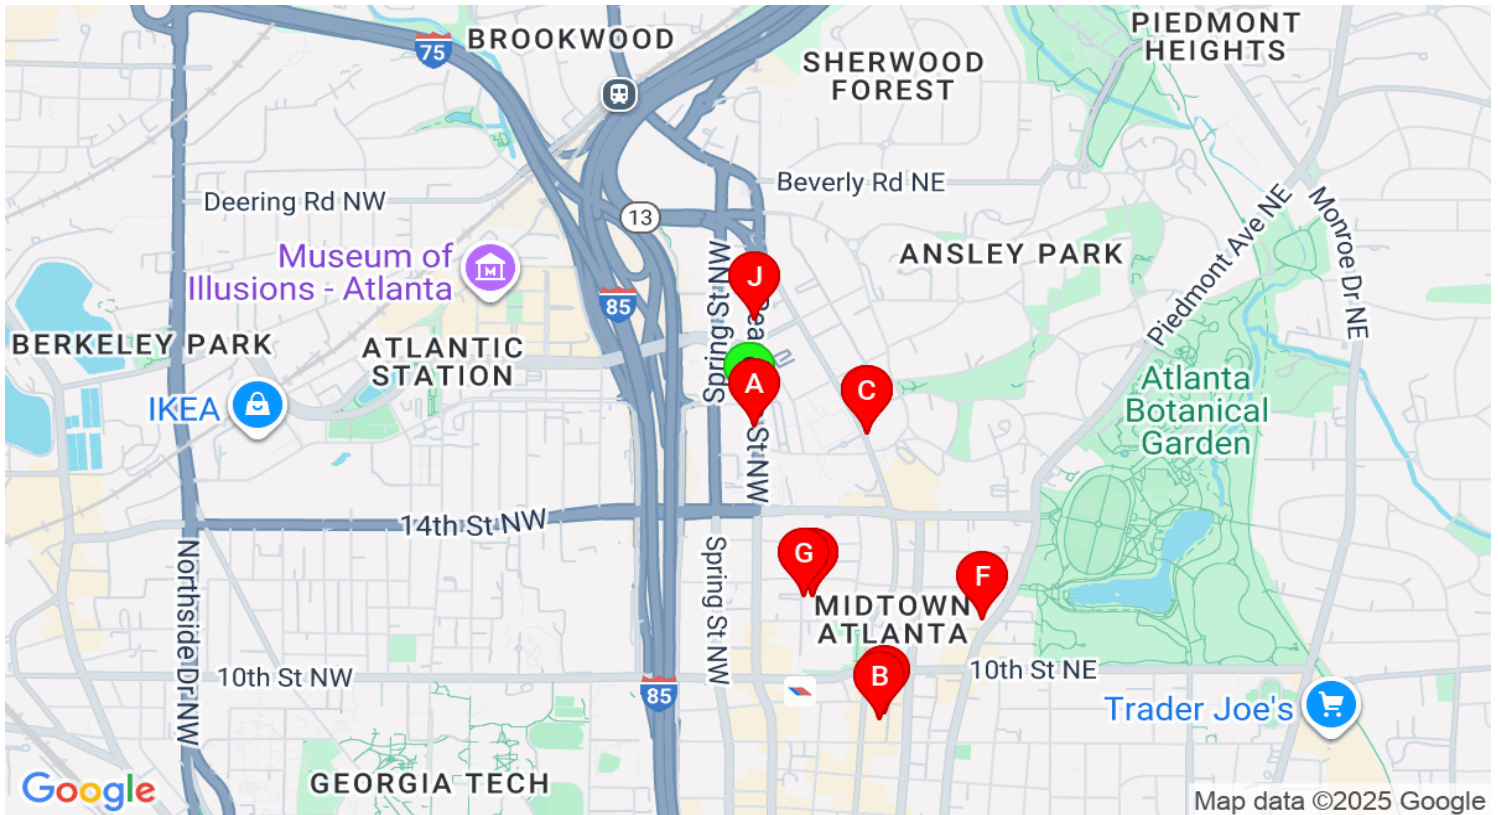 PIEDMONT
HEIGHTS
BROOKWOOD
75
SHERWOOD
FOREST
Beverly Rd NE
Deering Rd NW
13
Piedmont Ave NE
Monroe Dr NE
ANSLEY PARK
Museum of
Illusions - Atlanta
Spring St NW
J
85
BERKELEY PARK
ATLANTIC
STATION
A
C
Atlanta
Botanical
Garden
IKEA
St NW
14th St NW
Northside Dr NW
Spring St NW
G
F
MIDTOWN
ATLANTA
10th St NW
85
B
10th St NE
Trader Joe's
GEORGIA TECH
Google
Map data ©2025 Google